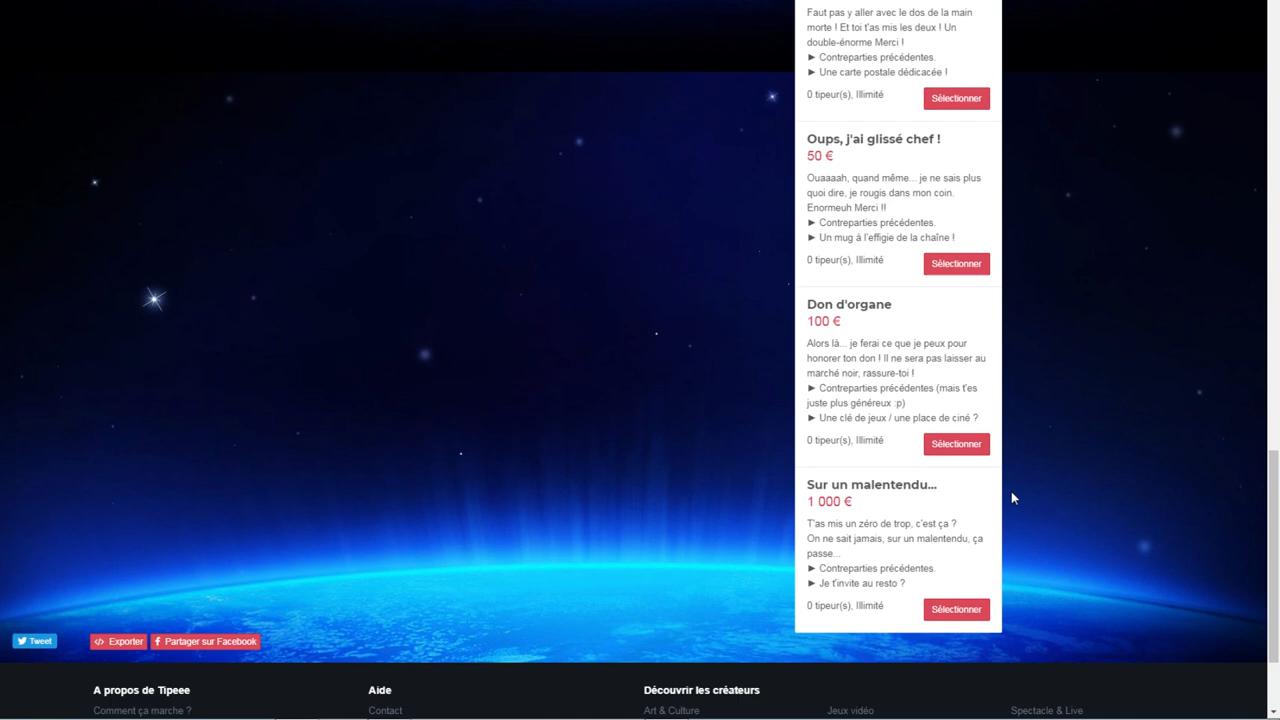 Faut pas y aller avec le dos de la main
morte ! Et toi t'as mis les deux ! Un
double-énorme Merci !
► Contreparties précédentes.
► Une carte postale dédicacée !
0 tipeur(s), Illimité
Sélectionner
Oups, j'ai glissé chef !
50 €
Ouaaaah, quand même... je ne sais plus
quoi dire, je rougis dans mon coin.
Enormeuh Merci !!
► Contreparties précédentes.
► Un mug à l'effigie de la chaîne !
0 tipeur(s), Illimité
Sélectionner
Don d'organe
100 €
Alors là... je ferai ce que je peux pour
honorer ton don ! Il ne sera pas laisser au
marché noir, rassure-toi !
► Contreparties précédentes (mais t'es
juste plus généreux :p)
► Une clé de jeux / une place de ciné ?
0 tipeur(s), Illimité
Sélectionner
Sur un malentendu...
1 000 €
T'as mis un zéro de trop, c'est ça ?
On ne sait jamais, sur un malentendu, ça
passe...
► Contreparties précédentes.
► Je t'invite au resto ?
0 tipeur(s), Illimité
Sélectionner
Tweet
Exporter
Partager sur Facebook
A propos de Tipeee
Aide
Découvrir les créateurs
Comment ça marche ?
Contact
Art & Culture
Jeux vidéo
Spectacle & Live